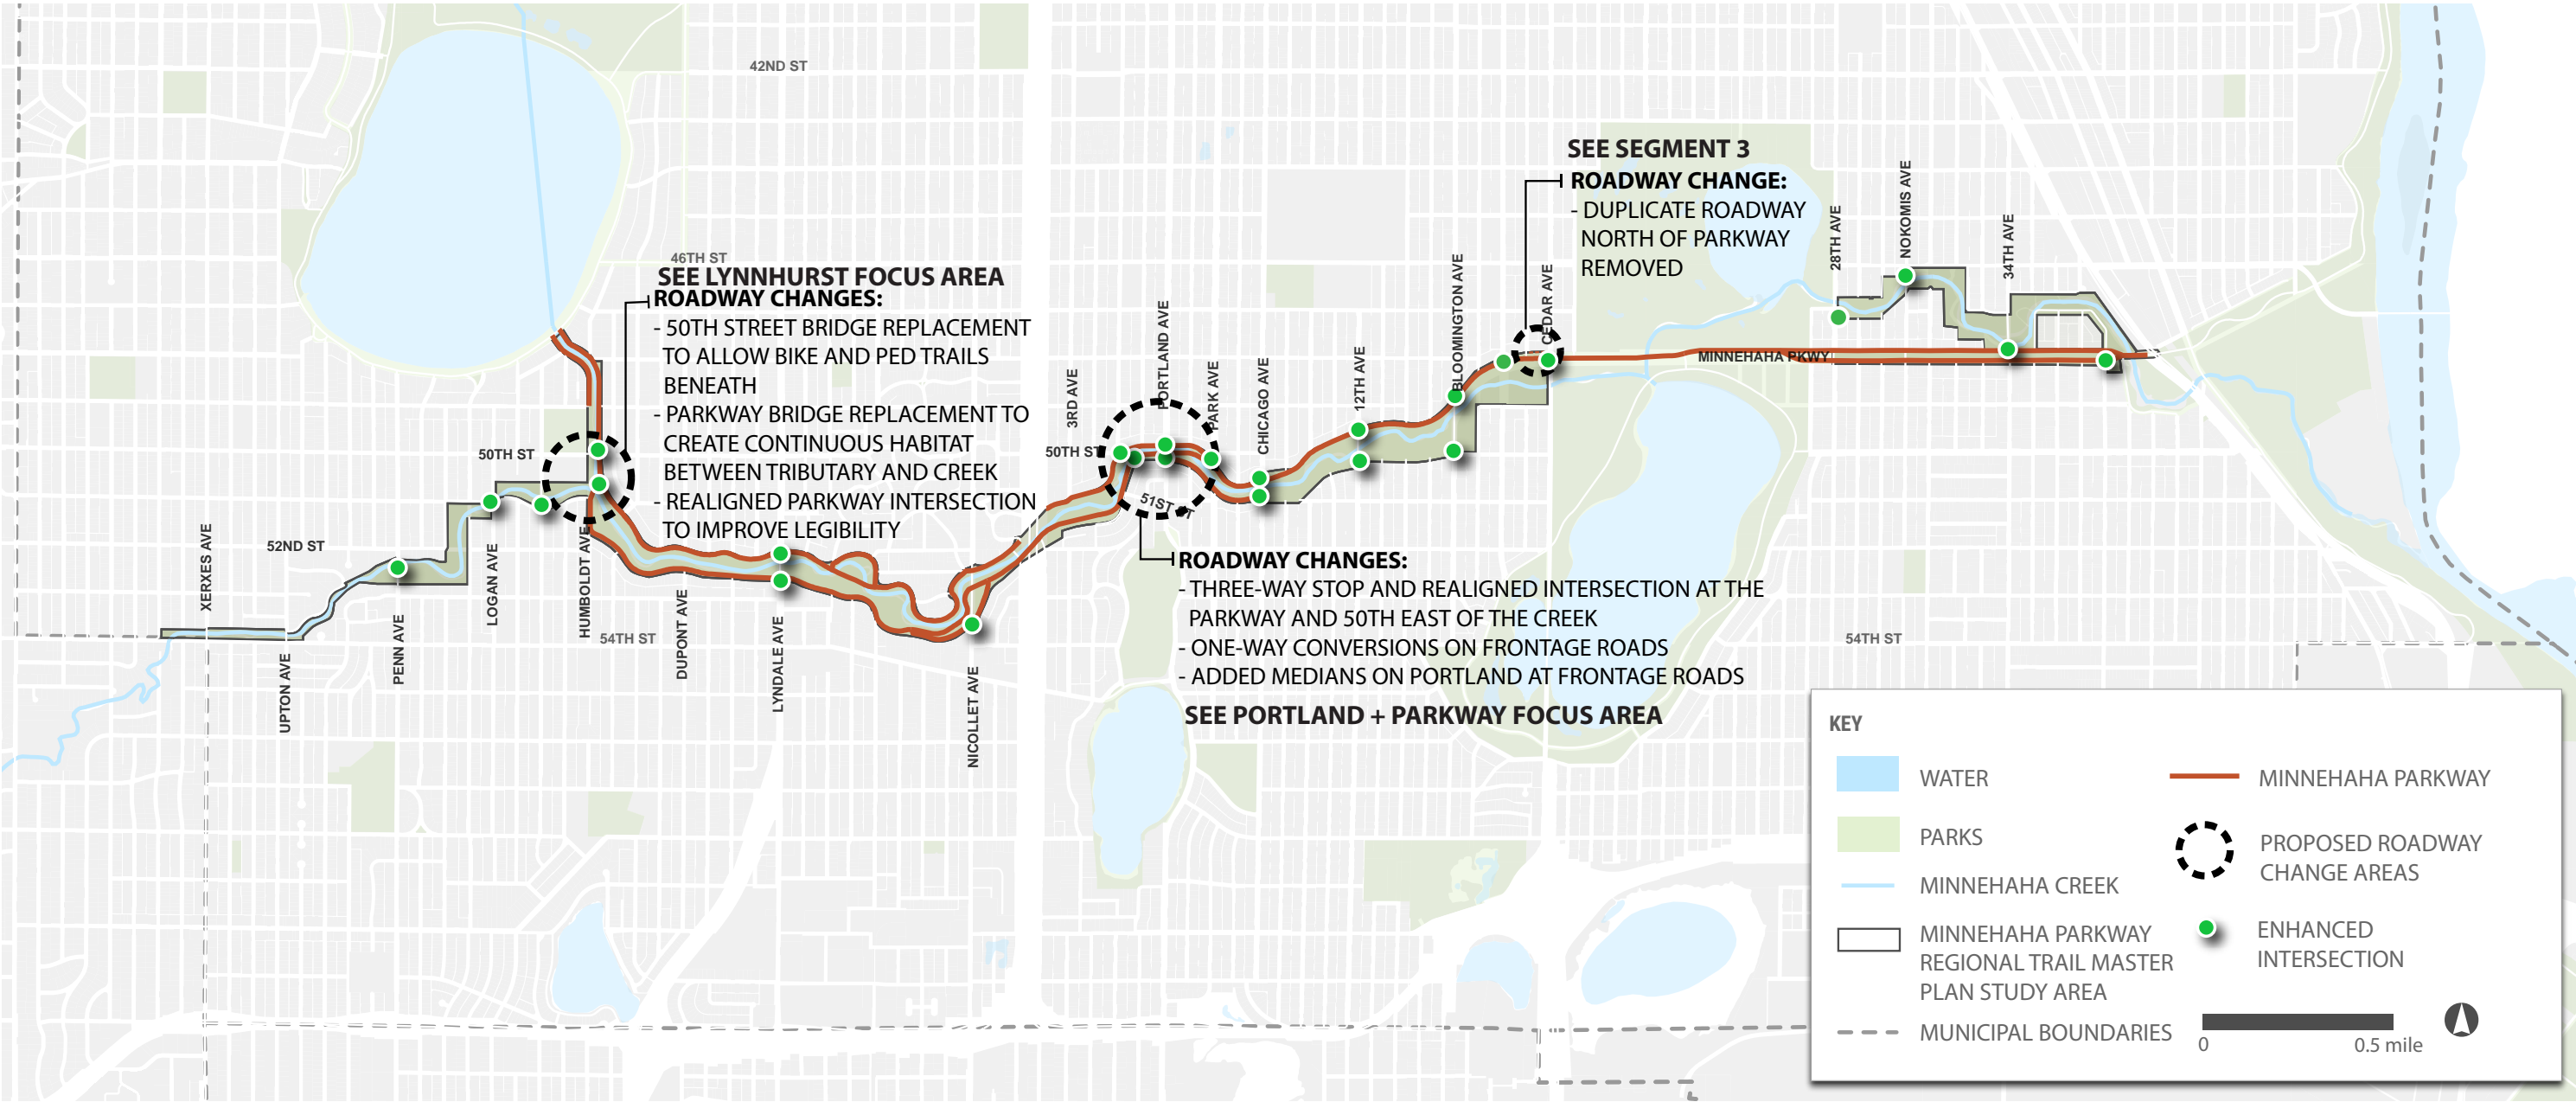 42ND ST
46TH ST
SEE LYNNHURST FOCUS AREA
ROADWAY CHANGES:
- 50TH STREET BRIDGE REPLACEMENT
TO ALLOW BIKE AND PED TRAILS
BENEATH
- PARKWAY BRIDGE REPLACEMENT TO
CREATE CONTINUOUS HABITAT
BETWEEN TRIBUTARY AND CREEK
- REALIGNED PARKWAY INTERSECTION
TO IMPROVE LEGIBILITY
SEE SEGMENT 3
ROADWAY CHANGE:
- DUPLICATE ROADWAY
NORTH OF PARKWAY
REMOVED
28TH AVE
NOKOMIS AVE
34TH AVE
MINNEHAHA PKWY
CEDAR AVE
BLOOMINGTON AVE
12TH AVE
CHICAGO AVE
PARK AVE
PORTLAND AVE
3RD AVE
50TH ST
51ST ST
50TH ST
52ND ST
XERXES AVE
UPTON AVE
PENN AVE
LOGAN AVE
HUMBOLDT AVE
54TH ST
DUPONT AVE
LYNDALE AVE
NICOLLET AVE
ROADWAY CHANGES:
- THREE-WAY STOP AND REALIGNED INTERSECTION AT THE
PARKWAY AND 50TH EAST OF THE CREEK
- ONE-WAY CONVERSIONS ON FRONTAGE ROADS
- ADDED MEDIANS ON PORTLAND AT FRONTAGE ROADS
SEE PORTLAND + PARKWAY FOCUS AREA
54TH ST
KEY
WATER
PARKS
MINNEHAHA CREEK
MINNEHAHA PARKWAY
REGIONAL TRAIL MASTER
PLAN STUDY AREA
MUNICIPAL BOUNDARIES
MINNEHAHA PARKWAY
PROPOSED ROADWAY
CHANGE AREAS
ENHANCED
INTERSECTION
0
0.5 mile